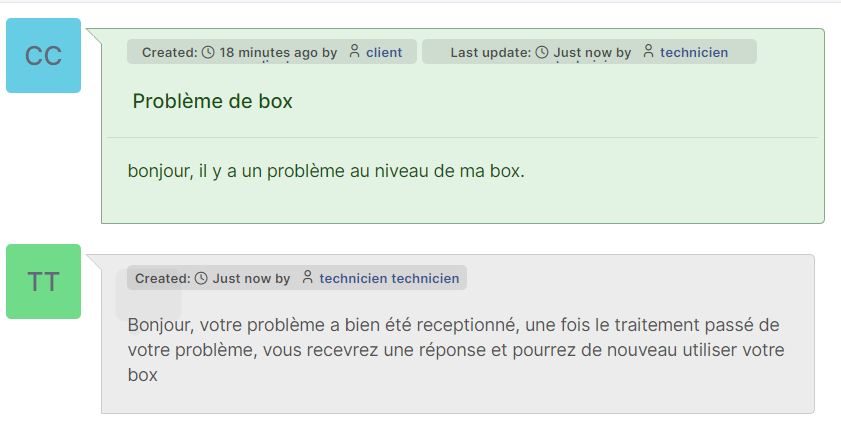 CC
Created: 18 minutes ago by client Last update: Just now by technicien
Problème de box
bonjour, il y a un problème au niveau de ma box.
TT
Created: Just now by technicien technicien
Bonjour, votre problème a bien été receptionné, une fois le traitement passé de
votre problème, vous recevrez une réponse et pourrez de nouveau utiliser votre
box